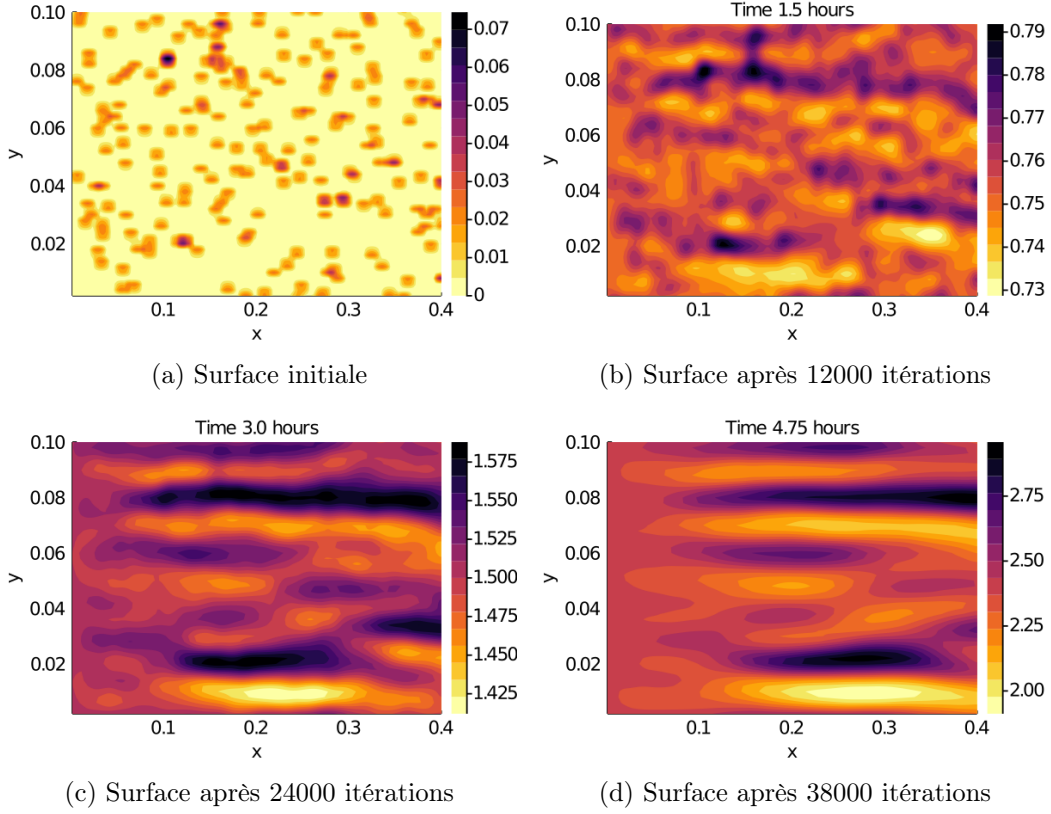 0.10
0.08
0.06
0.04
0.02
y
0.1 0.2 0.3 0.4
x
0.07
0.06
0.05
0.04
0.03
0.02
0.01
0
(a) Surface initiale
Time 1.5 hours
0.10
0.08
0.06
0.04
0.02
y
0.1 0.2 0.3 0.4
x
0.79
0.78
0.77
0.76
0.75
0.74
0.73
(b) Surface après 12000 itérations
Time 3.0 hours
0.10
0.08
0.06
0.04
0.02
y
0.1 0.2 0.3 0.4
x
1.575
1.550
1.525
1.500
1.475
1.450
1.425
(c) Surface après 24000 itérations
Time 4.75 hours
0.10
0.08
0.06
0.04
0.02
y
0.1 0.2 0.3 0.4
x
2.75
2.50
2.25
2.00
(d) Surface après 38000 itérations